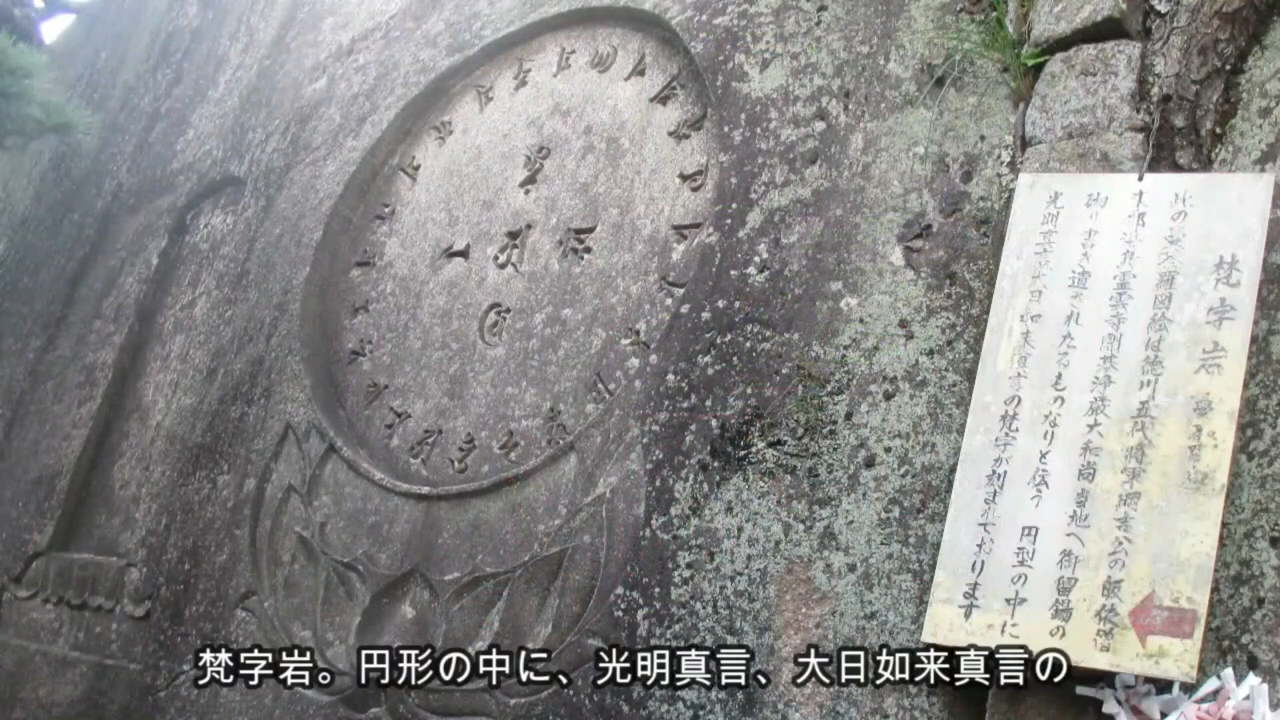 梵字岩
此の曼荼羅図絵は徳川五代将軍綱吉公の帰依僧
霊雲寺開基浄厳大和尚当地へ御留錫の
砌り書き遺されたるものなりと伝う 円型の中に
光明真言大日如来真言の梵字が刻まれております
梵字岩。円形の中に、光明真言、大日如来真言の